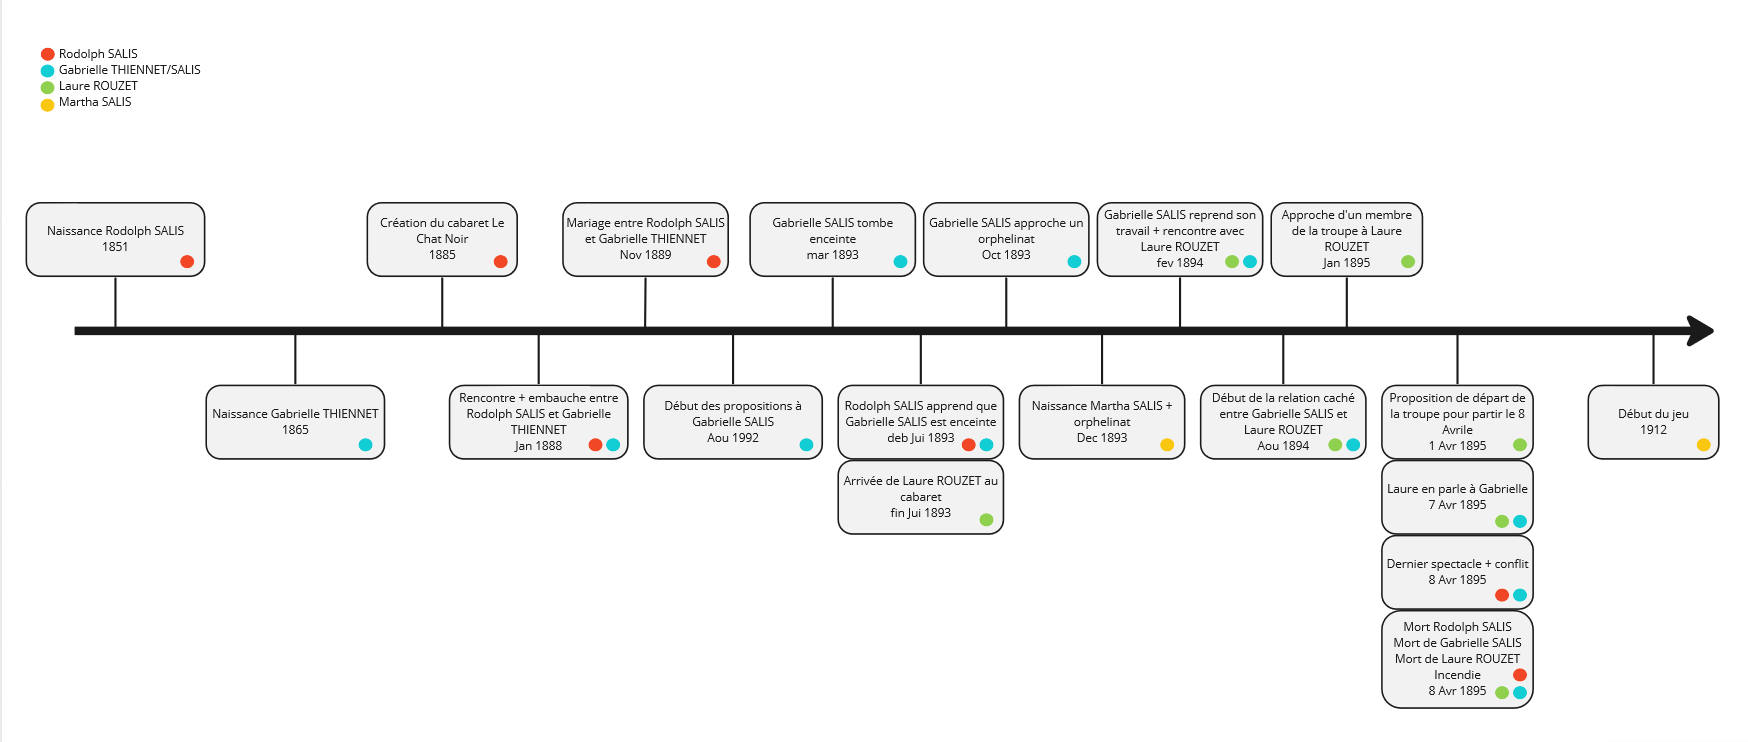 Rodolph SALIS
Gabrielle THIENNET/SALIS
Laure ROUZET
Martha SALIS
Naissance Rodolph SALIS
1851
Création du cabaret Le
Chat Noir
1885
Mariage entre Rodolph SALIS
et Gabrielle THIENNET
Nov 1889
Gabrielle SALIS tombe
enceinte
mar 1893
Gabrielle SALIS approche un
orphelinat
Oct 1893
Gabrielle SALIS reprend son
travail + rencontre avec
Laure ROUZET
fev 1894
Approche d'un membre
de la troupe à Laure
ROUZET
Jan 1895
Naissance Gabrielle THIENNET
1865
Rencontre + embauche entre
Rodolph SALIS et Gabrielle
THIENNET
Jan 1888
Début des propositions à
Gabrielle SALIS
Aou 1992
Rodolph SALIS apprend que
Gabrielle SALIS est enceinte
deb Jui 1893
Arrivée de Laure ROUZET au
cabaret
fin Jui 1893
Naissance Martha SALIS +
orphelinat
Dec 1893
Début de la relation caché
entre Gabrielle SALIS et
Laure ROUZET
Aou 1894
Proposition de départ de
la troupe pour partir le 8
Avrile
1 Avr 1895
Laure en parle à Gabrielle
7 Avr 1895
Dernier spectacle + conflit
8 Avr 1895
Mort Rodolph SALIS
Mort de Gabrielle SALIS
Mort de Laure ROUZET
Incendie
8 Avr 1895
Début du jeu
1912